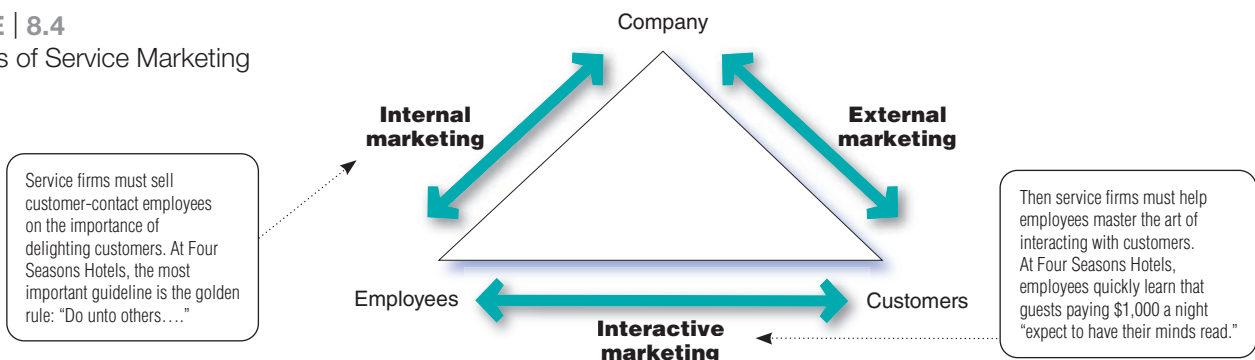 E | 8.4
s of Service Marketing
Company
Internal
marketing
External
marketing
Service firms must sell
customer-contact employees
on the importance of
delighting customers. At Four
Seasons Hotels, the most
important guideline is the golden
rule: “Do unto others....”
Then service firms must help
employees master the art of
interacting with customers.
At Four Seasons Hotels,
employees quickly learn that
guests paying $1,000 a night
“expect to have their minds read.”
Employees
Customers
Interactive
marketing